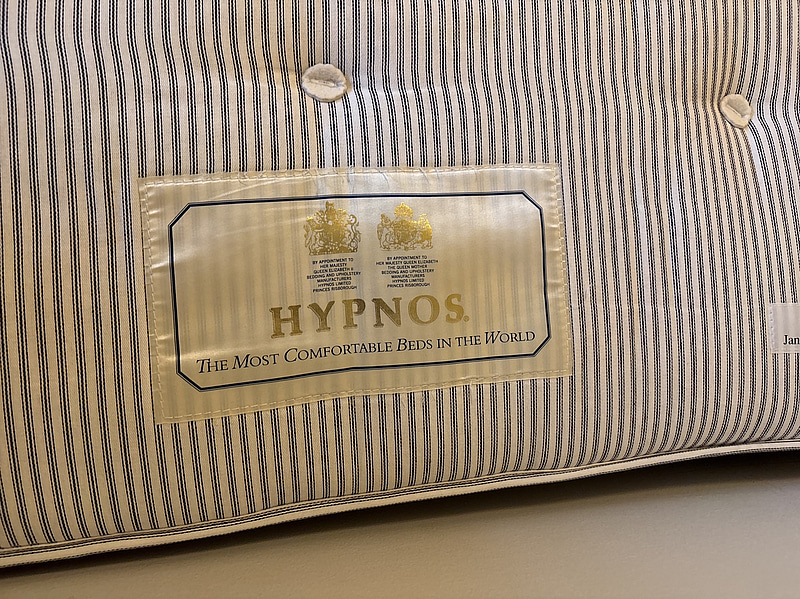 BY APPOINTMENT TO
HER MAJESTY
QUEEN ELIZABETH II
BEDDING AND UPHOLSTERY
MANUFACTURERS
HYPNOS LIMITED
PRINCES RISBOROUGH
BY APPOINTMENT TO
HER MAJESTY QUEEN ELIZABETH
THE QUEEN MOTHER
BEDDING AND UPHOLSTERY
MANUFACTURERS
HYPNOS LIMITED
PRINCES RISBOROUGH
HYPNOS®
THE MOST COMFORTABLE BEDS IN THE WORLD
Jan